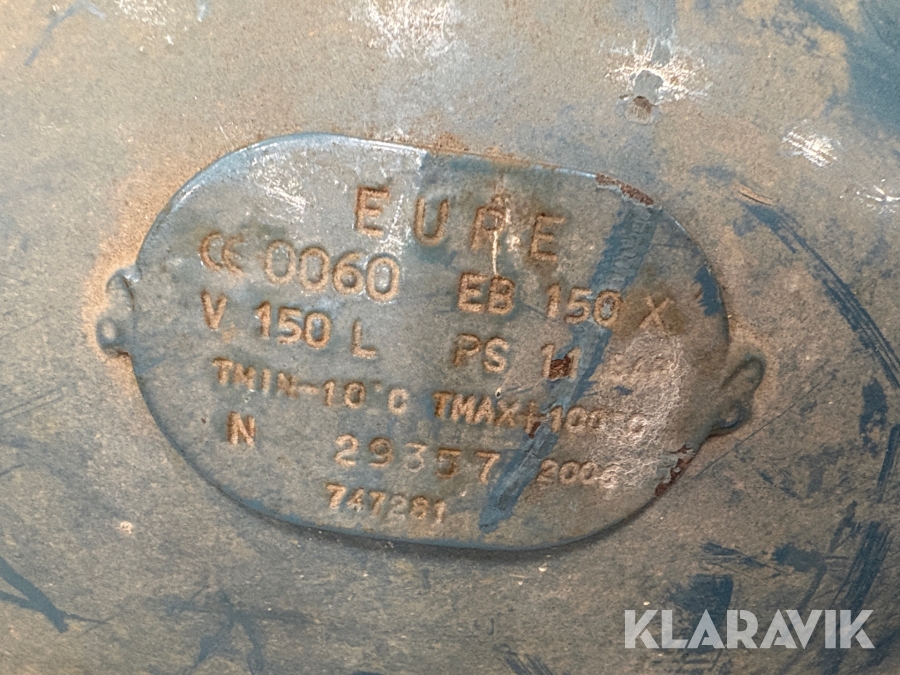 EURE
CE 0060 EB 150 X
V 150 L PS 11
TMIN-10°C TMAX+100°C
N 29357
747281
KLARAVIK